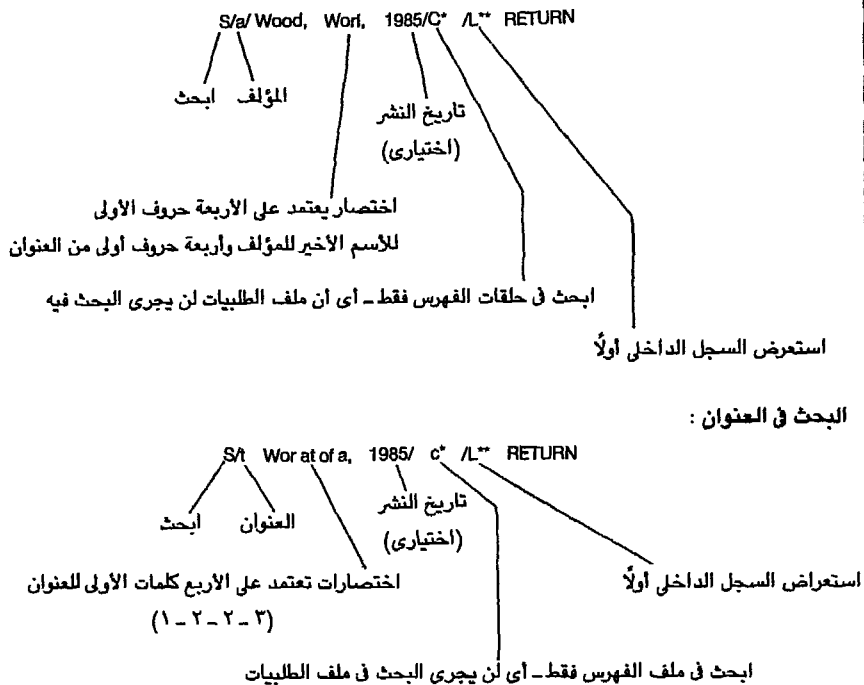 S/a/ Wood, Worl, 1985/C* /L** RETURN
ابحث المؤلف
تاريخ النشر
(اختيارى)
اختصار يعتمد على الأربعة حروف الأولى
للأسم الأخير للمؤلف وأربعة حروف أولى من العنوان
ابحث فى حلقات الفهرس فقط ـ أى أن ملف الطلبيات لن يجرى البحث فيه
استعرض السجل الداخلى أولًا
البحث فى العنوان :
S/t Wor at of a, 1985/ c* /L** RETURN
ابحث العنوان تاريخ النشر
(اختيارى)
اختصارات تعتمد على الأربع كلمات الأولى للعنوان استعراض السجل الداخلى أولًا
(٣ ـ ٢ ـ ٢ ـ ١)
ابحث فى ملف الفهرس فقط ـ أى لن يجرى البحث فى ملف الطلبيات